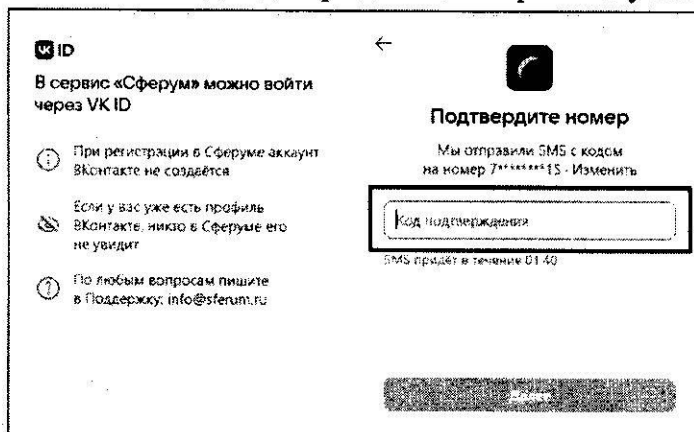 VK ID
В сервис «Сферум» можно войти
через VK ID
При регистрации в Сферуме аккаунт
ВКонтакте не создаётся
Если у вас уже есть профиль
ВКонтакте, никто в Сферуме его
не увидит
По любым вопросам пишите
в Поддержку: info@sferum.ru
Подтвердите номер
Мы отправили SMS с кодом
на номер 7*******15 · Изменить
Код подтверждения
SMS придёт в течение 01:40